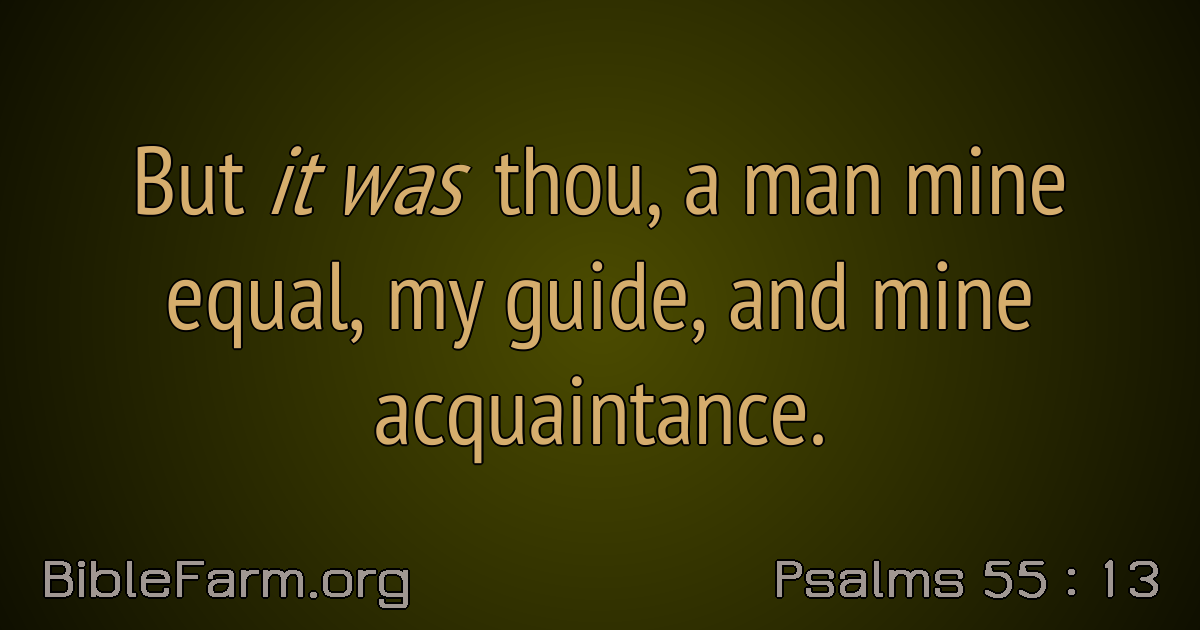 But it was thou, a man mine
equal, my guide, and mine
acquaintance.
BibleFarm.org
Psalms 55 : 13